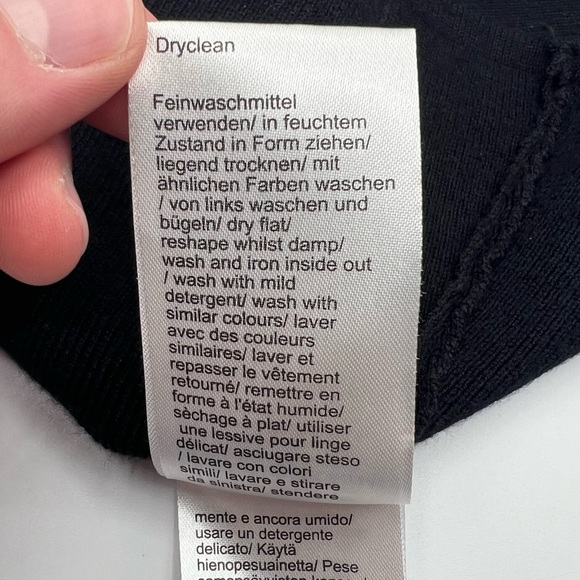 Dryclean
Feinwaschmittel
verwenden/ in feuchtem
Zustand in Form ziehen/
liegend trocknen/ mit
ähnlichen Farben waschen
/ von links waschen und
bügeln/ dry flat/
reshape whilst damp/
wash and iron inside out
/ wash with mild
detergent/ wash with
similar colours/ laver
avec des couleurs
similaires/ laver et
repasser le vêtement
retourné/ remettre en
forme à l'état humide/
sèchage à plat/ utiliser
une lessive pour linge
délicat/ asciugare steso
/ lavare con colori
simili/ lavare e stirare
da sinistra/ stendere
mente e ancora umido/
usare un detergente
delicato/ Käytä
hienopesuainetta/ Pese